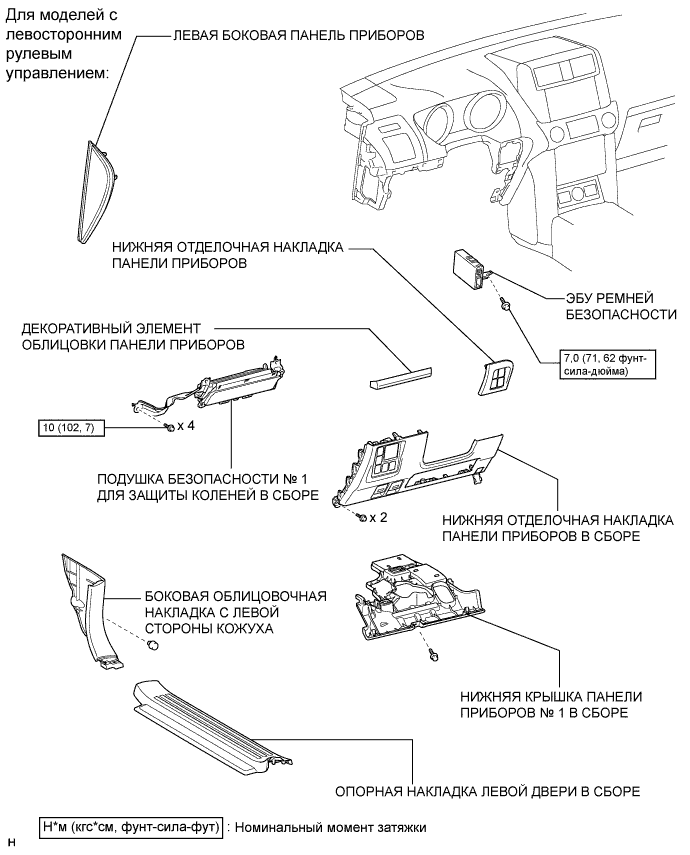 Для моделей с
левосторонним
рулевым
управлением:
ЛЕВАЯ БОКОВАЯ ПАНЕЛЬ ПРИБОРОВ
НИЖНЯЯ ОТДЕЛОЧНАЯ НАКЛАДКА
ПАНЕЛИ ПРИБОРОВ
ЭБУ РЕМНЕЙ
БЕЗОПАСНОСТИ
ДЕКОРАТИВНЫЙ ЭЛЕМЕНТ
ОБЛИЦОВКИ ПАНЕЛИ ПРИБОРОВ
7,0 (71, 62 фунт-
сила-дюйма)
10 (102, 7)
x 4
ПОДУШКА БЕЗОПАСНОСТИ № 1
ДЛЯ ЗАЩИТЫ КОЛЕНЕЙ В СБОРЕ
x 2
НИЖНЯЯ ОТДЕЛОЧНАЯ НАКЛАДКА
ПАНЕЛИ ПРИБОРОВ В СБОРЕ
БОКОВАЯ ОБЛИЦОВОЧНАЯ
НАКЛАДКА С ЛЕВОЙ
СТОРОНЫ КОЖУХА
НИЖНЯЯ КРЫШКА ПАНЕЛИ
ПРИБОРОВ № 1 В СБОРЕ
ОПОРНАЯ НАКЛАДКА ЛЕВОЙ ДВЕРИ В СБОРЕ
Н*м (кгс*см, фунт-сила-фут) : Номинальный момент затяжки
H